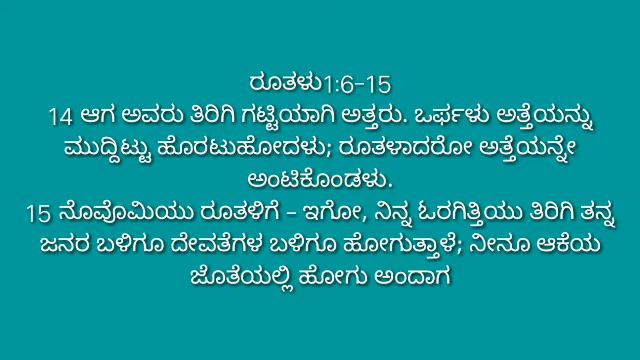 ರೂತಳು1:6-15
14 ಆಗ ಅವರು ತಿರಿಗಿ ಗಟ್ಟಿಯಾಗಿ ಅತ್ತರು. ಒರ್ಫಳು ಅತ್ತೆಯನ್ನು
ಮುದ್ದಿಟ್ಟು ಹೊರಟುಹೋದಳು; ರೂತಳಾದರೋ ಅತ್ತೆಯನ್ನೇ
ಅಂಟಿಕೊಂಡಳು.
15 ನೊವೊಮಿಯು ರೂತಳಿಗೆ - ಇಗೋ, ನಿನ್ನ ಓರಗಿತ್ತಿಯು ತಿರಿಗಿ ತನ್ನ
ಜನರ ಬಳಿಗೂ ದೇವತೆಗಳ ಬಳಿಗೂ ಹೋಗುತ್ತಾಳೆ; ನೀನೂ ಆಕೆಯ
ಜೊತೆಯಲ್ಲಿ ಹೋಗು ಅಂದಾಗ